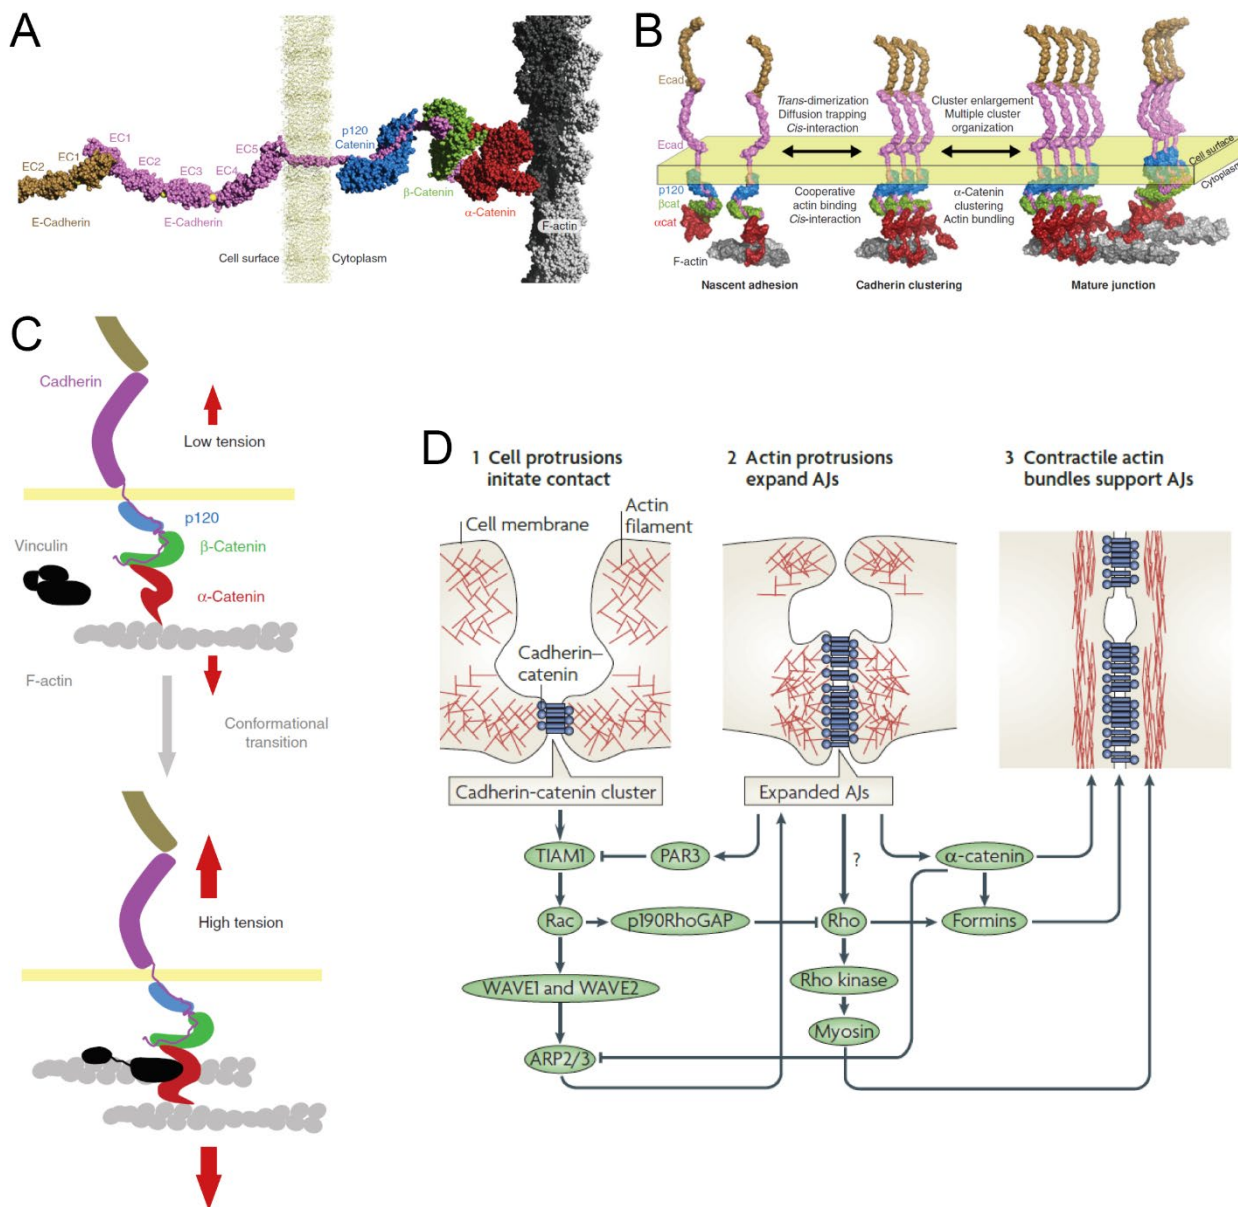 A
EC1
EC2
EC1
EC2
EC3
EC4
EC5
E-Cadherin
E-Cadherin
p120
Catenin
β-Catenin
α-Catenin
F-actin
Cell surface
Cytoplasm
B
Ecad
Ecad
p120
βcat
αcat
F-actin
Trans-dimerization
Diffusion trapping
Cis-interaction
Cooperative
actin binding
Cis-interaction
Cluster enlargement
Multiple cluster
organization
α-Catenin
clustering
Actin bundling
Cell surface
Cytoplasm
Nascent adhesion
Cadherin clustering
Mature junction
C
Cadherin
Low tension
p120
Vinculin
β-Catenin
α-Catenin
F-actin
Conformational
transition
High tension
D
1 Cell protrusions
initate contact
Cell membrane
Actin
filament
Cadherin–
catenin
Cadherin-catenin cluster
2 Actin protrusions
expand AJs
Expanded AJs
3 Contractile actin
bundles support AJs
TIAM1
PAR3
?
α-catenin
Rac
p190RhoGAP
Rho
Formins
WAVE1 and WAVE2
Rho kinase
Myosin
ARP2/3